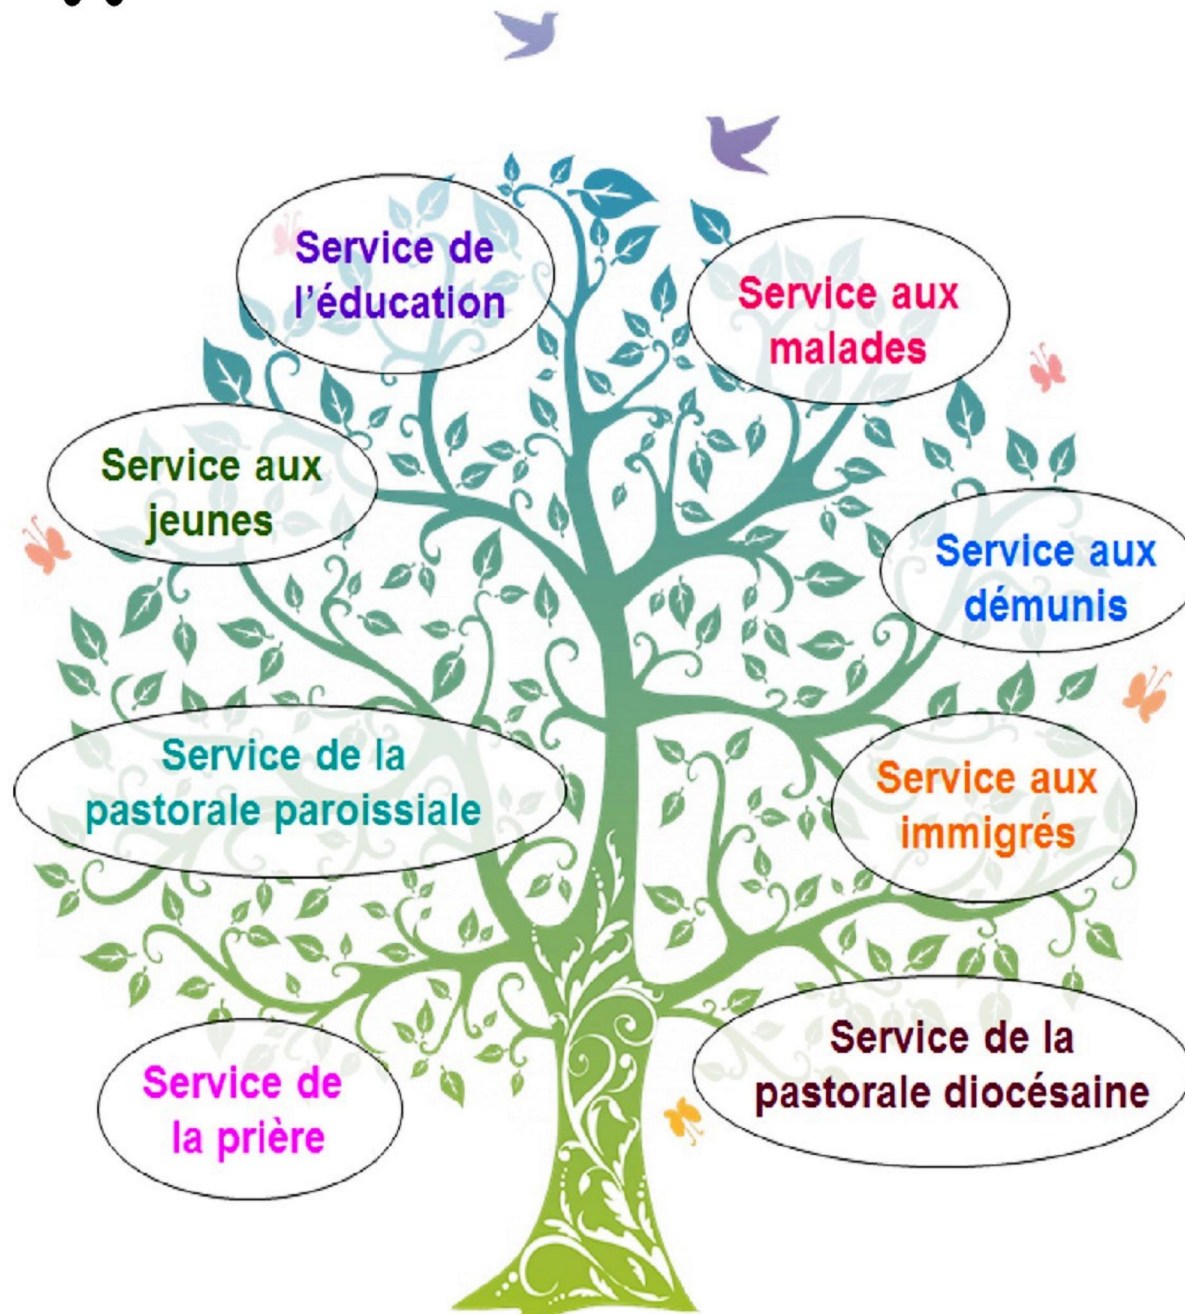 Service de
l'éducation
Service aux
malades
Service aux
jeunes
Service aux
démunis
Service de la
pastorale paroissiale
Service aux
immigrés
Service de
la prière
Service de la
pastorale diocésaine